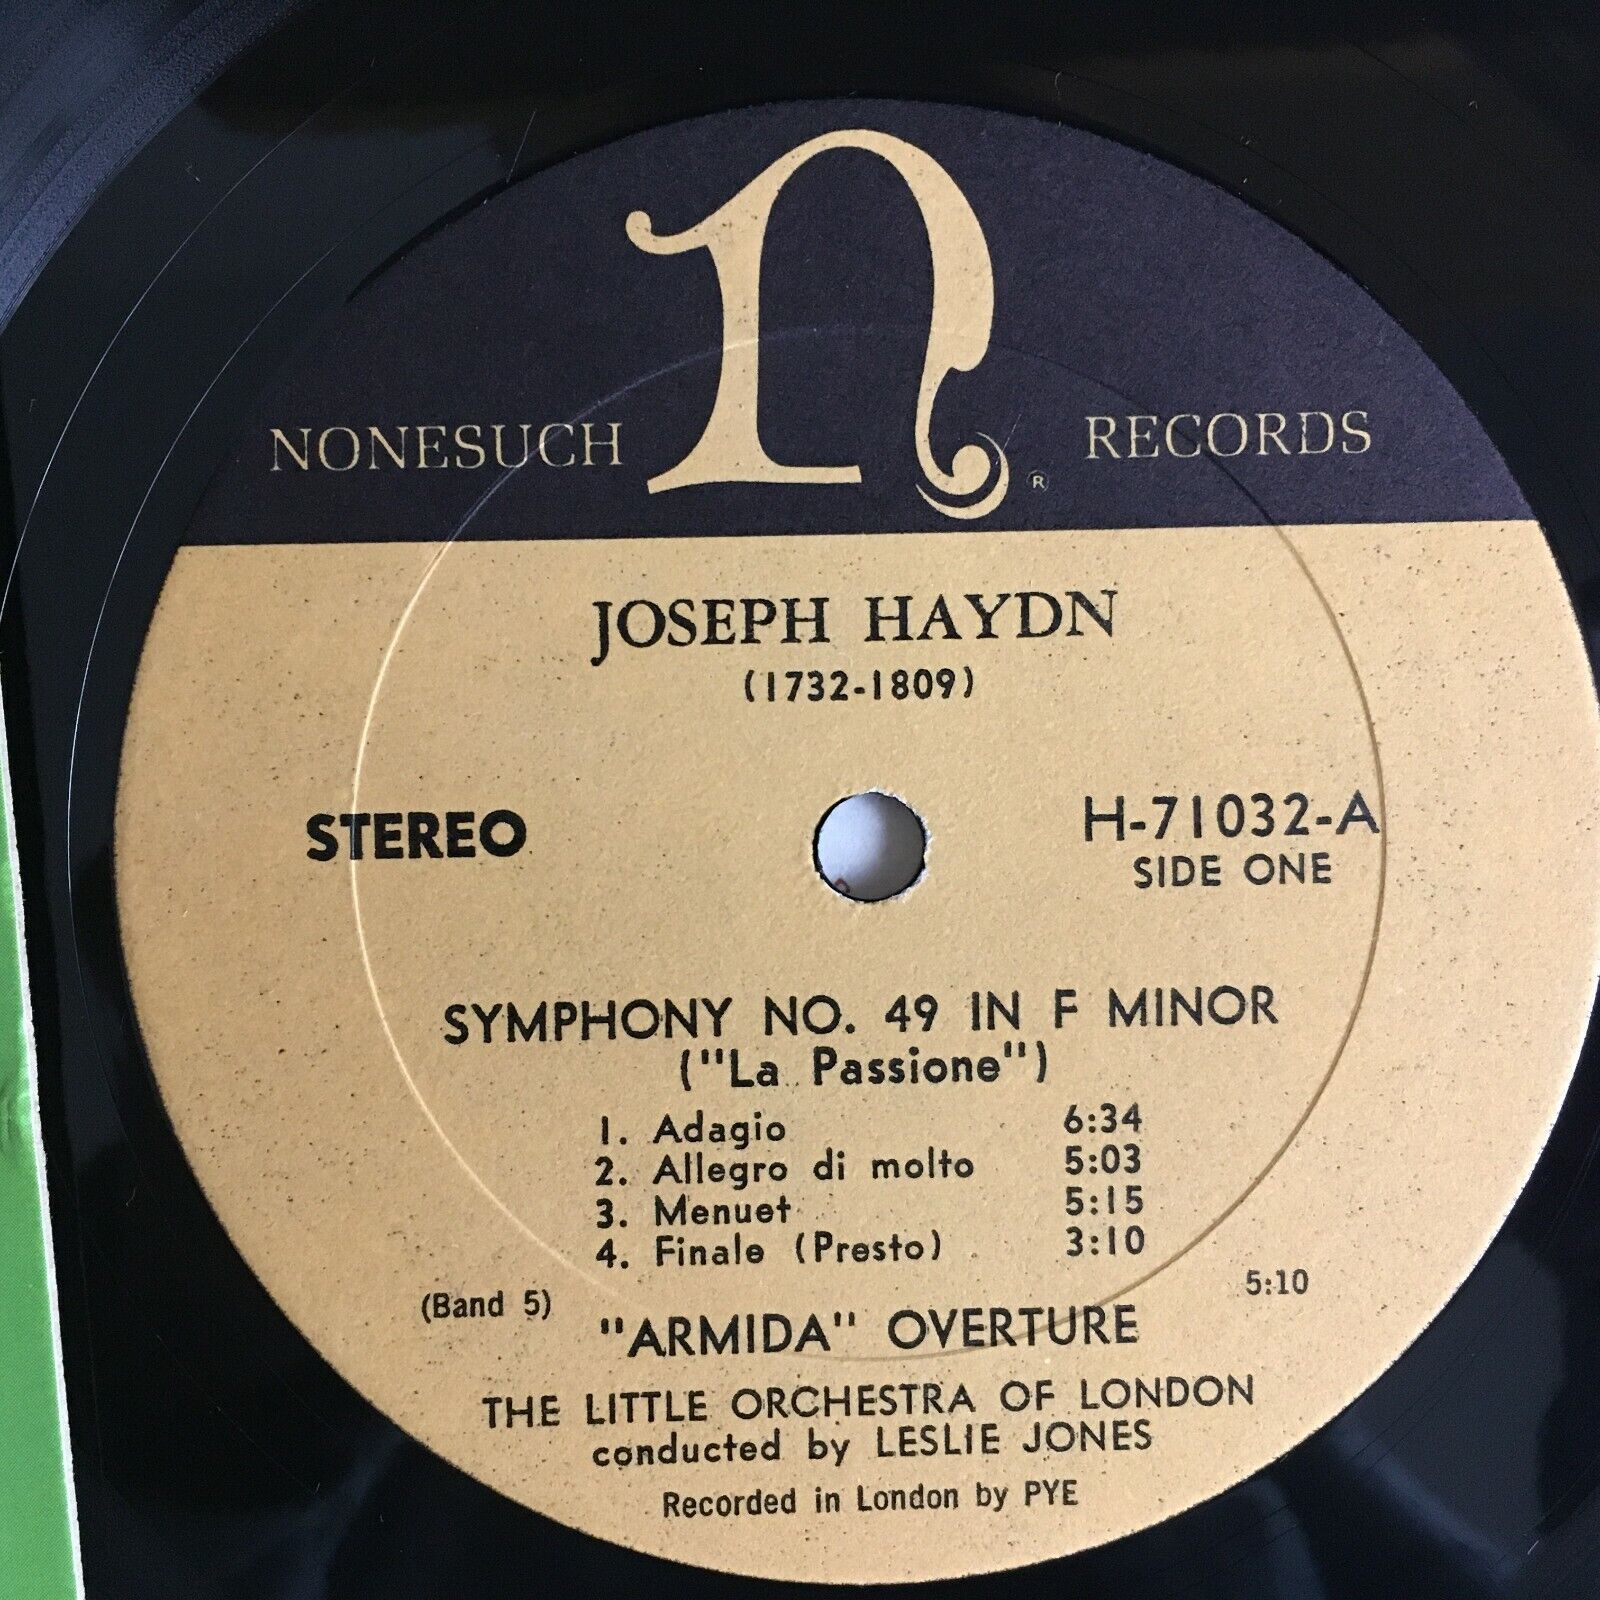 n
NONESUCH RECORDS
®
JOSEPH HAYDN
(1732-1809)
STEREO
H-71032-A
SIDE ONE
SYMPHONY NO. 49 IN F MINOR
("La Passione")
1. Adagio 6:34
2. Allegro di molto 5:03
3. Menuet 5:15
4. Finale (Presto) 3:10
(Band 5) 5:10
"ARMIDA" OVERTURE
THE LITTLE ORCHESTRA OF LONDON
conducted by LESLIE JONES
Recorded in London by PYE